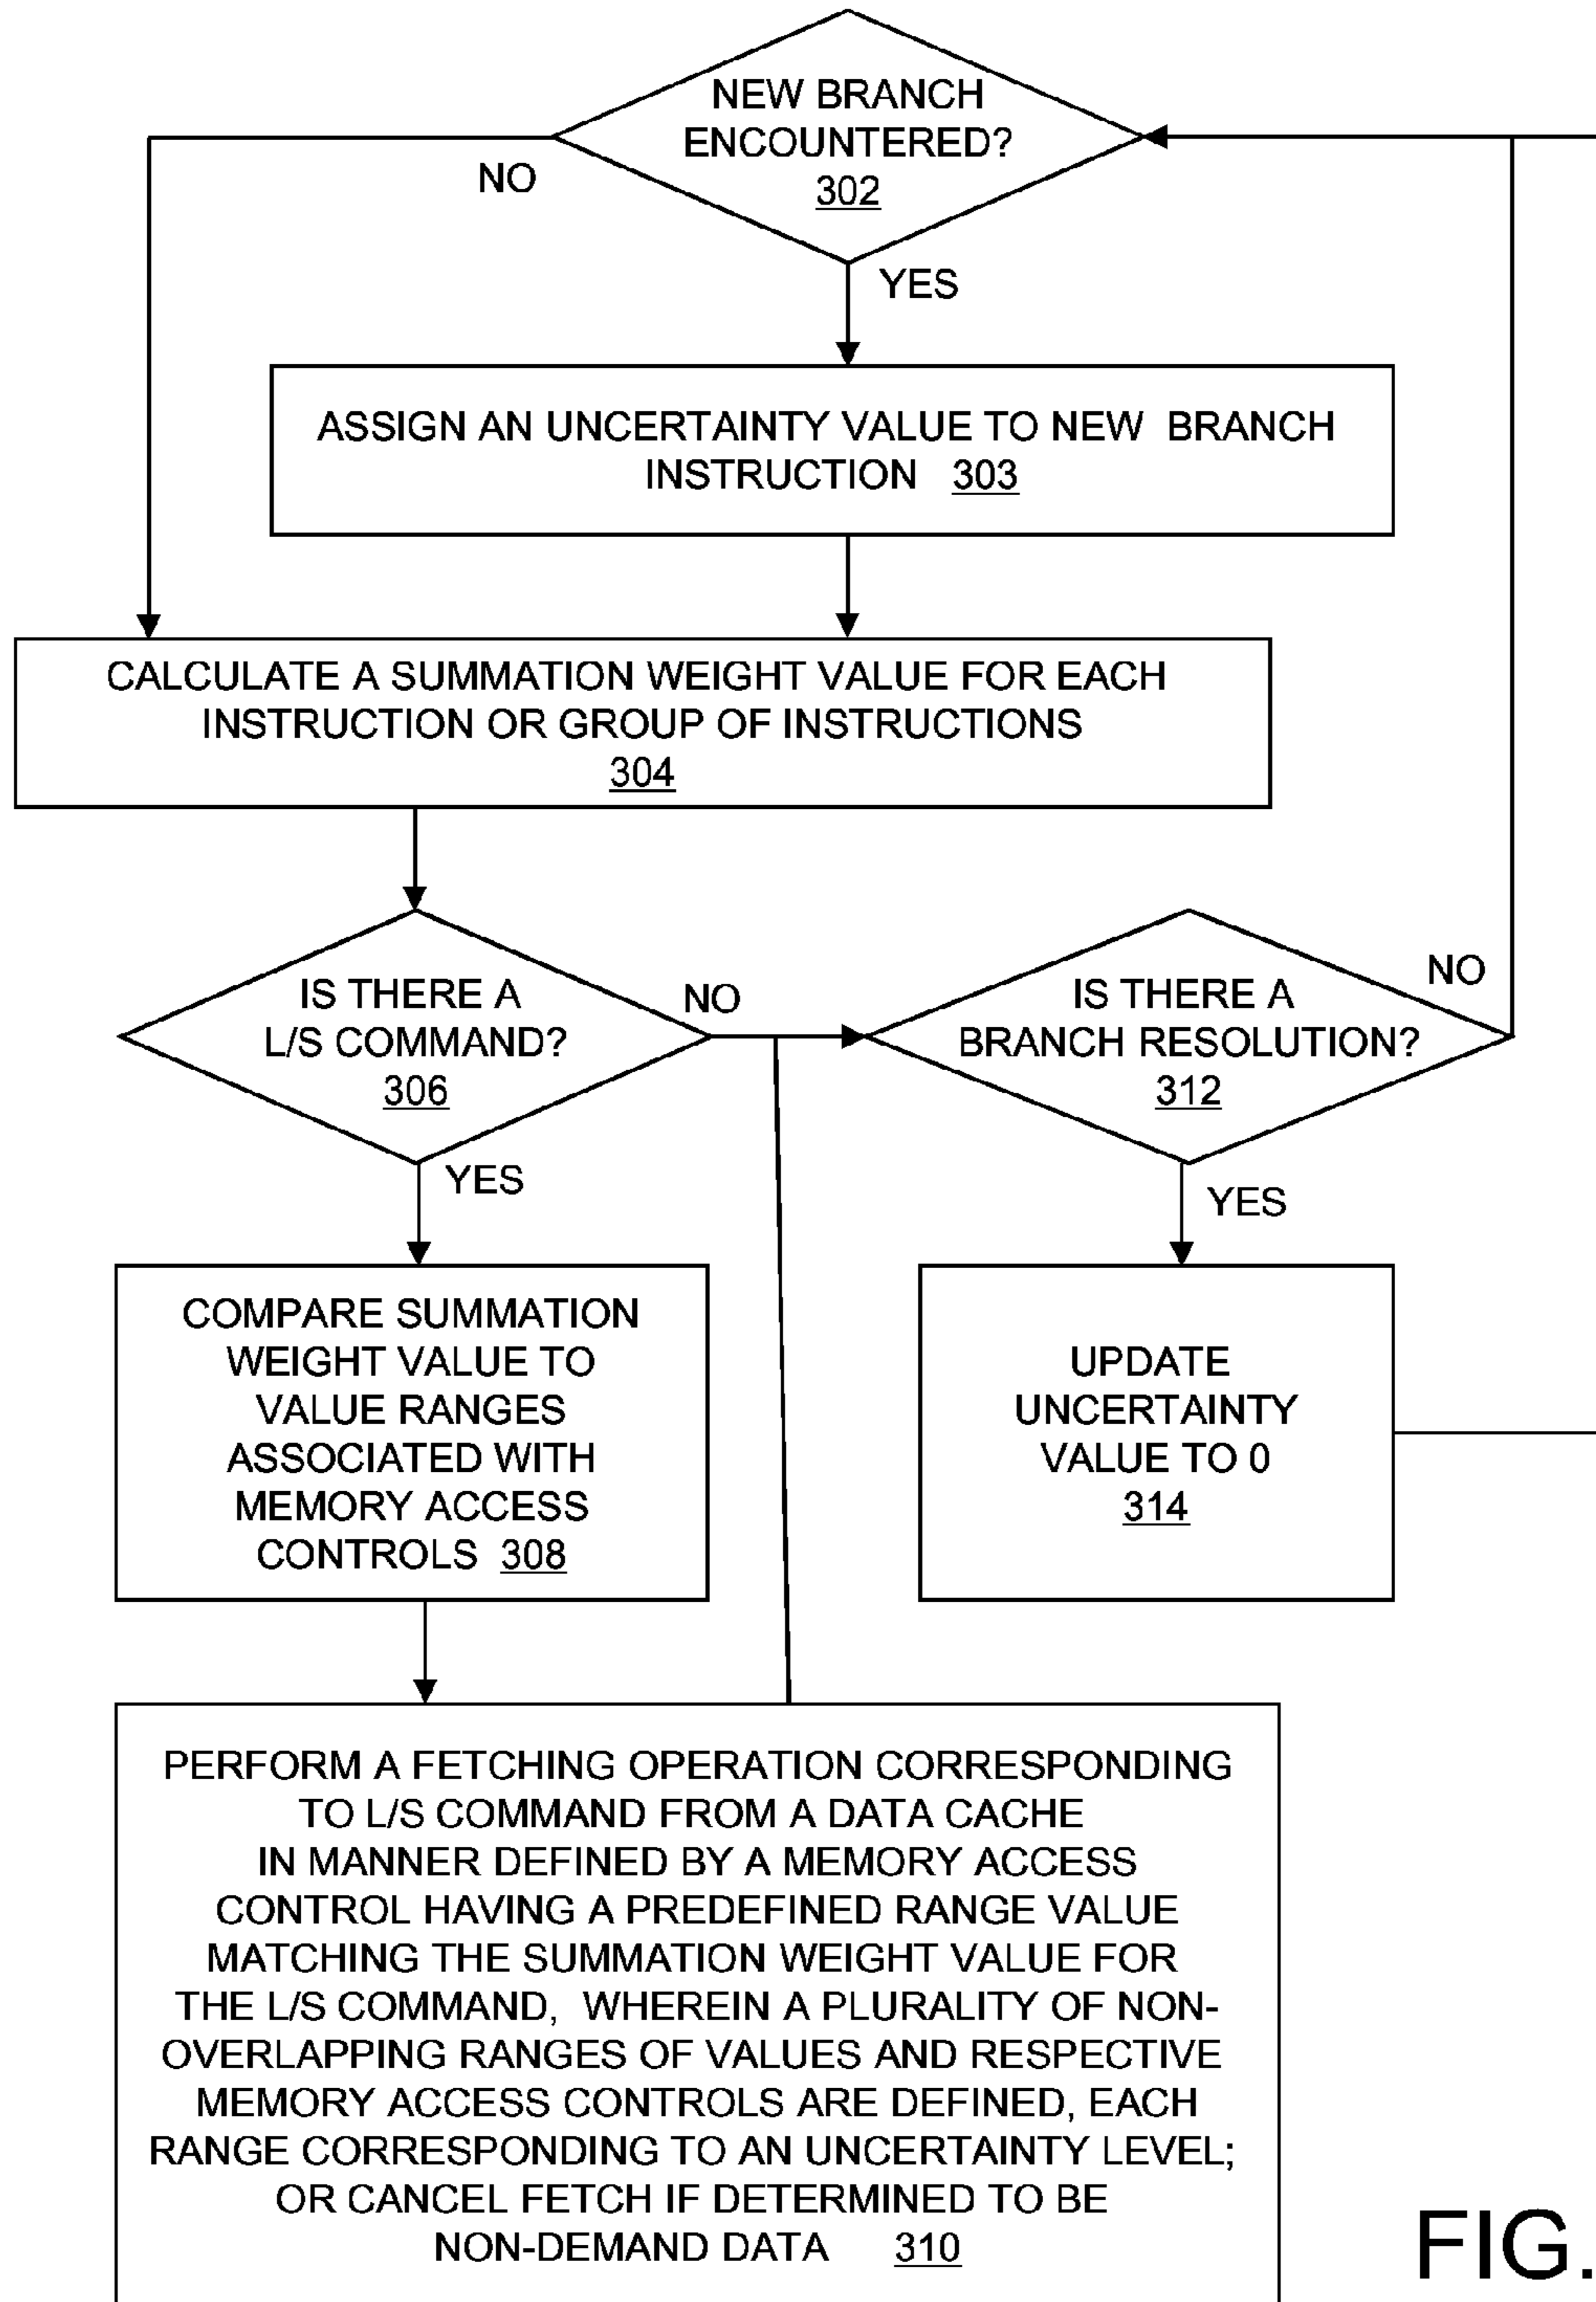 NEW BRANCH
ENCOUNTERED?
302
NO
YES
ASSIGN AN UNCERTAINTY VALUE TO NEW BRANCH
INSTRUCTION 303
CALCULATE A SUMMATION WEIGHT VALUE FOR EACH
INSTRUCTION OR GROUP OF INSTRUCTIONS
304
IS THERE A
L/S COMMAND?
306
NO
YES
IS THERE A
BRANCH RESOLUTION?
312
NO
YES
COMPARE SUMMATION
WEIGHT VALUE TO
VALUE RANGES
ASSOCIATED WITH
MEMORY ACCESS
CONTROLS 308
UPDATE
UNCERTAINTY
VALUE TO 0
314
PERFORM A FETCHING OPERATION CORRESPONDING
TO L/S COMMAND FROM A DATA CACHE
IN MANNER DEFINED BY A MEMORY ACCESS
CONTROL HAVING A PREDEFINED RANGE VALUE
MATCHING THE SUMMATION WEIGHT VALUE FOR
THE L/S COMMAND, WHEREIN A PLURALITY OF NON-
OVERLAPPING RANGES OF VALUES AND RESPECTIVE
MEMORY ACCESS CONTROLS ARE DEFINED, EACH
RANGE CORRESPONDING TO AN UNCERTAINTY LEVEL;
OR CANCEL FETCH IF DETERMINED TO BE
NON-DEMAND DATA 310
FIG.